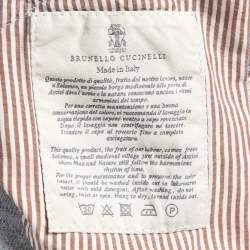 BRUNELLO CUCINELLI
Made in Italy
Questo prodotto di qualità, frutto del nostro lavoro, nasce
a Solomeo, un piccolo borgo medioevale alle porte di
Assisi dove l'uomo e la natura vivono ancora i ritmi
armoniosi del tempo.
Per una corretta manutenzione e una buona
conservazione del colore, si raccomanda il lavaggio in
acqua tiepida con sapone neutro a capo rovesciato.
Dopo il lavaggio non centrifugare né torcere.
Stendere il capo al rovescio fino a completa
asciugatura.
This quality product, the fruit of our labour, comes from
Solomeo, a small medieval village just outside of Assisi
where Man and Nature still follow the harmonious
rhythm of time.
For its proper maintenance and to preserve the color
best, it should be washed inside out in lukewarm
water with mild detergent. After washing, do not
wring, twist or spin. Hang to dry, turned inside out.